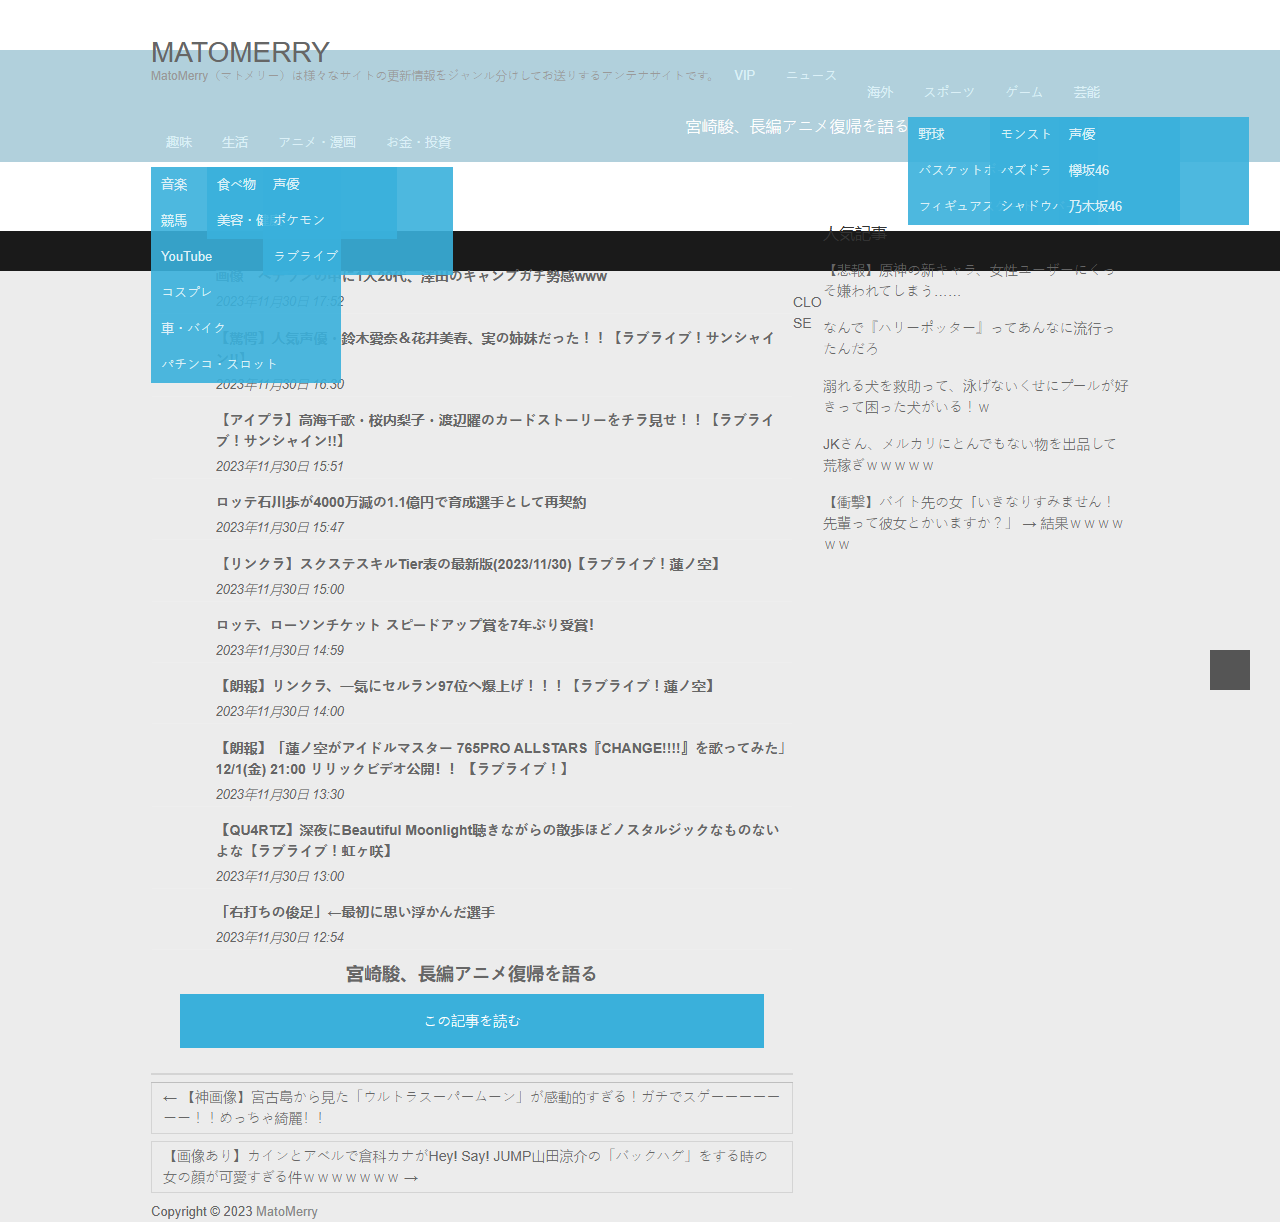 MATOMERRY
MatoMerry（マトメリー）は様々なサイトの更新情報をジャンル分けしてお送りするアンテナサイトです。
VIP
ニュース
海外
スポーツ
ゲーム
芸能
宮崎駿、長編アニメ復帰を語る
野球
モンスト
声優
バスケットボ
パズドラ
欅坂46
フィギュアス
シャドウバ
乃木坂46
趣味
生活
アニメ・漫画
お金・投資
音楽
食べ物
声優
競馬
美容・健
ポケモン
YouTube
ラブライブ
コスプレ
車・バイク
パチンコ・スロット
2023年11月30日 17:52
【驚愕】人気声優・鈴木愛奈＆花井美春、実の姉妹だった！！【ラブライブ！サンシャイ
ン!!】
2023年11月30日 16:30
【アイプラ】高海千歌・桜内梨子・渡辺曜のカードストーリーをチラ見せ！！【ラブライ
ブ！サンシャイン!!】
2023年11月30日 15:51
ロッテ石川歩が4000万減の1.1億円で育成選手として再契約
2023年11月30日 15:47
【リンクラ】スクステスキルTier表の最新版(2023/11/30)【ラブライブ！蓮ノ空】
2023年11月30日 15:00
ロッテ、ローソンチケット スピードアップ賞を7年ぶり受賞！
2023年11月30日 14:59
【朗報】リンクラ、一気にセルラン97位へ爆上げ！！！【ラブライブ！蓮ノ空】
2023年11月30日 14:00
【朗報】「蓮ノ空がアイドルマスター 765PRO ALLSTARS『CHANGE!!!!』を歌ってみた」
12/1(金) 21:00 リリックビデオ公開！！【ラブライブ！】
2023年11月30日 13:30
【QU4RTZ】深夜にBeautiful Moonlight聴きながらの散歩ほどノスタルジックなものない
よな【ラブライブ！虹ヶ咲】
2023年11月30日 13:00
「右打ちの俊足」←最初に思い浮かんだ選手
2023年11月30日 12:54
宮崎駿、長編アニメ復帰を語る
この記事を読む
← 【神画像】宮古島から見た「ウルトラスーパームーン」が感動的すぎる！ガチでスゲーーーーー
ーー！！めっちゃ綺麗！！
【画像あり】カインとアベルで倉科カナがHey! Say! JUMP山田涼介の「バックハグ」をする時の
女の顔が可愛すぎる件ｗｗｗｗｗｗｗ →
Copyright © 2023 MatoMerry
CLO
SE
人気記事
【悲報】原神の新キャラ、女性ユーザーにくっ
そ嫌われてしまう……
なんで『ハリーポッター』ってあんなに流行っ
たんだろ
溺れる犬を救助って、泳げないくせにプールが好
きって困った犬がいる！ｗ
JKさん、メルカリにとんでもない物を出品して
荒稼ぎｗｗｗｗｗ
【衝撃】バイト先の女「いきなりすみません！
先輩って彼女とかいますか？」 → 結果ｗｗｗｗ
ｗｗ